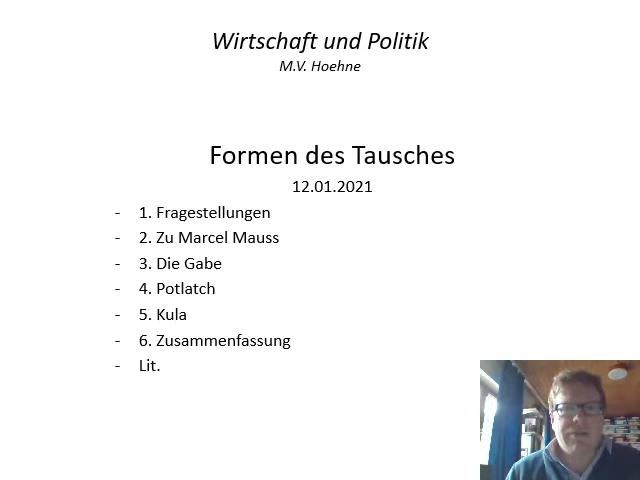 Wirtschaft und Politik
M.V. Hoehne
Formen des Tausches
12.01.2021
- 1. Fragestellungen
- 2. Zu Marcel Mauss
- 3. Die Gabe
- 4. Potlatch
- 5. Kula
- 6. Zusammenfassung
- Lit.